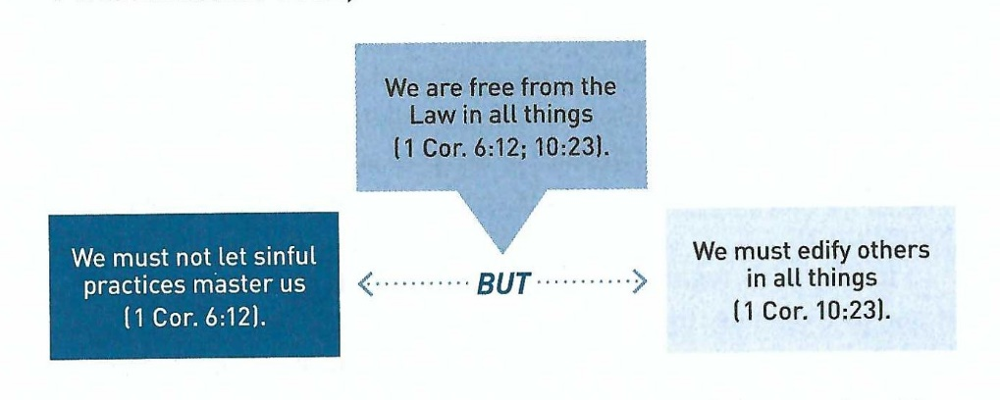 We are free from the
Law in all things
(1 Cor. 6:12; 10:23).
We must not let sinful
practices master us
(1 Cor. 6:12).
BUT
We must edify others
in all things
(1 Cor. 10:23).